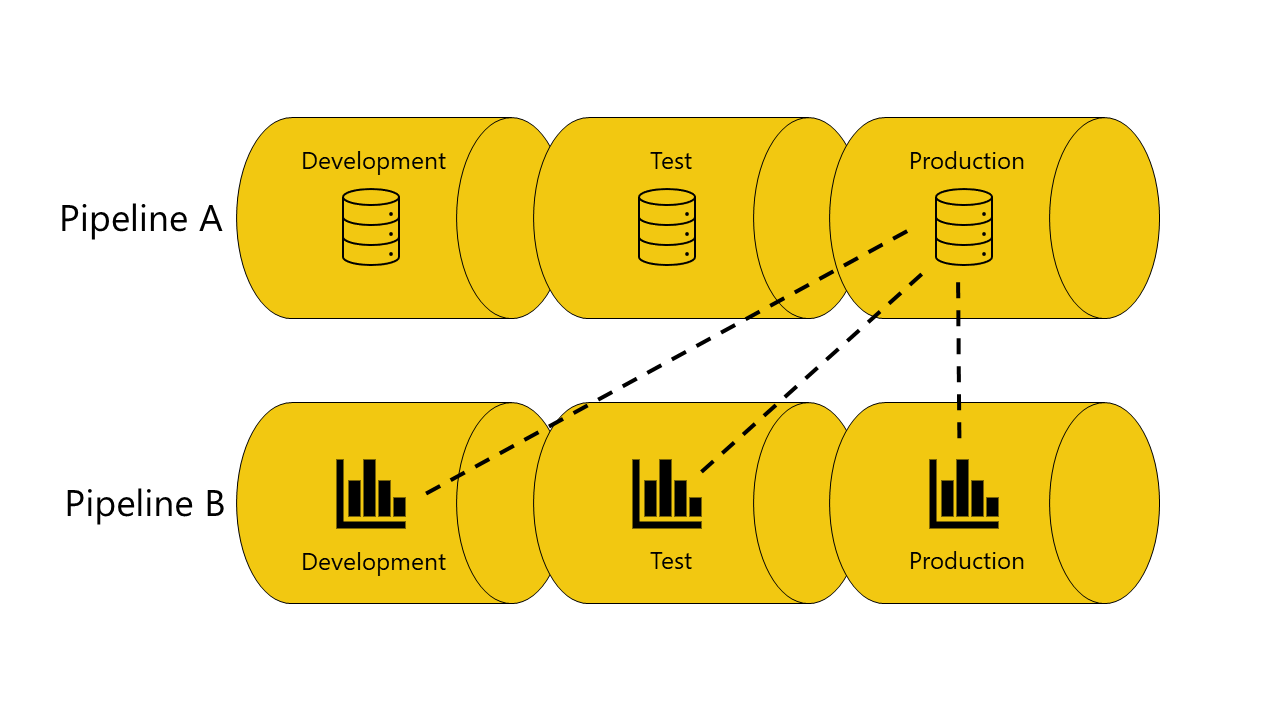 Development
Test
Production
Pipeline A
Pipeline B
Development
Test
Production